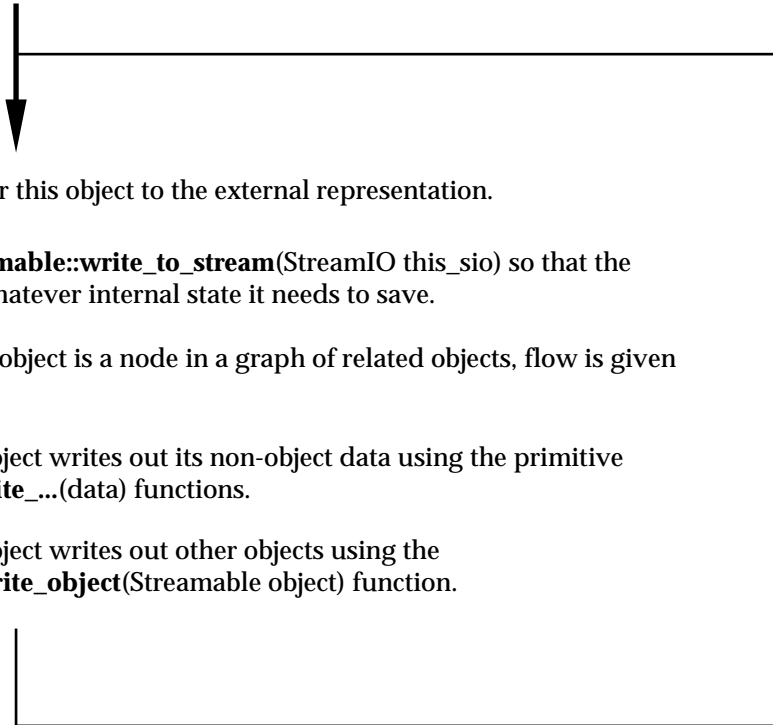 r this object to the external representation.
mable::write_to_stream(StreamIO this_sio) so that the
hatever internal state it needs to save.
object is a node in a graph of related objects, flow is given
ject writes out its non-object data using the primitive
ite_...(data) functions.
ject writes out other objects using the
rite_object(Streamable object) function.